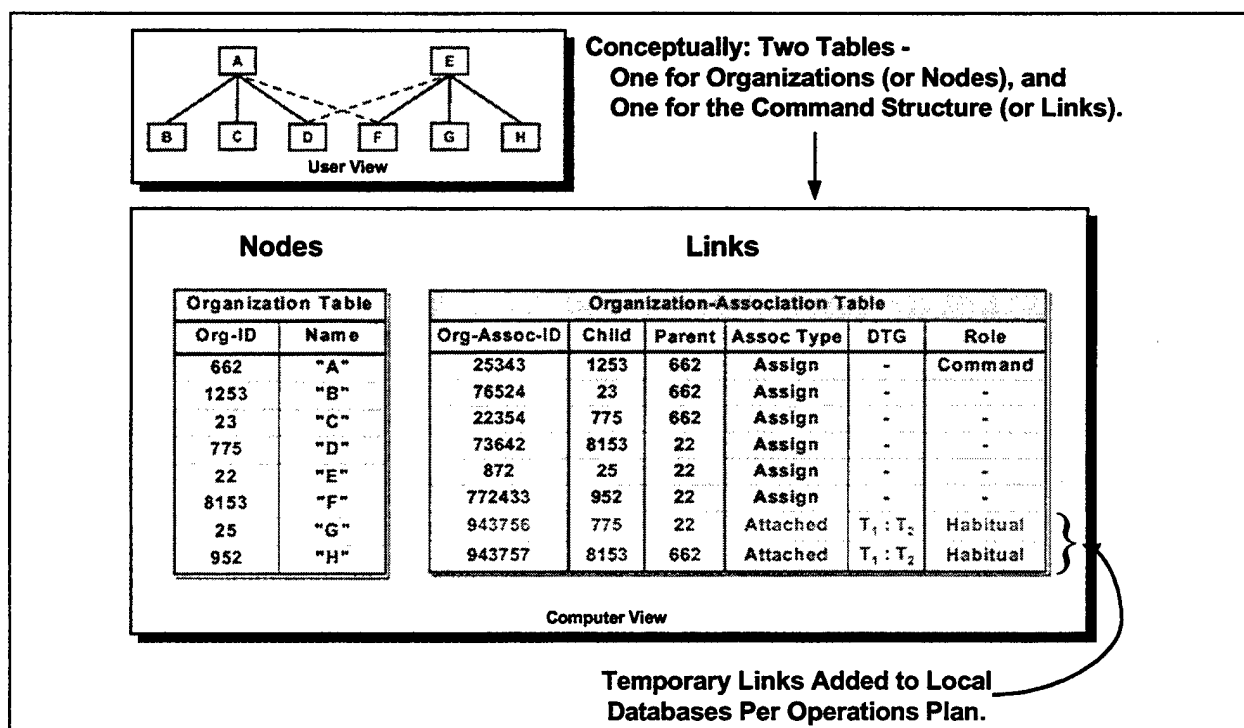 A E
B C D F G H
User View
Conceptually: Two Tables -
One for Organizations (or Nodes), and
One for the Command Structure (or Links).
Nodes
Organization Table
Org-ID Name
662 "A"
1253 "B"
23 "C"
775 "D"
22 "E"
8153 "F"
25 "G"
952 "H"
Links
Organization-Association Table
Org-Assoc-ID Child Parent Assoc Type DTG Role
25343 1253 662 Assign - Command
76524 23 662 Assign - -
22354 775 662 Assign - -
73642 8153 22 Assign - -
872 25 22 Assign - -
772433 952 22 Assign - -
943756 775 22 Attached T₁ : T₂ Habitual
943757 8153 662 Attached T₁ : T₂ Habitual
Computer View
Temporary Links Added to Local
Databases Per Operations Plan.